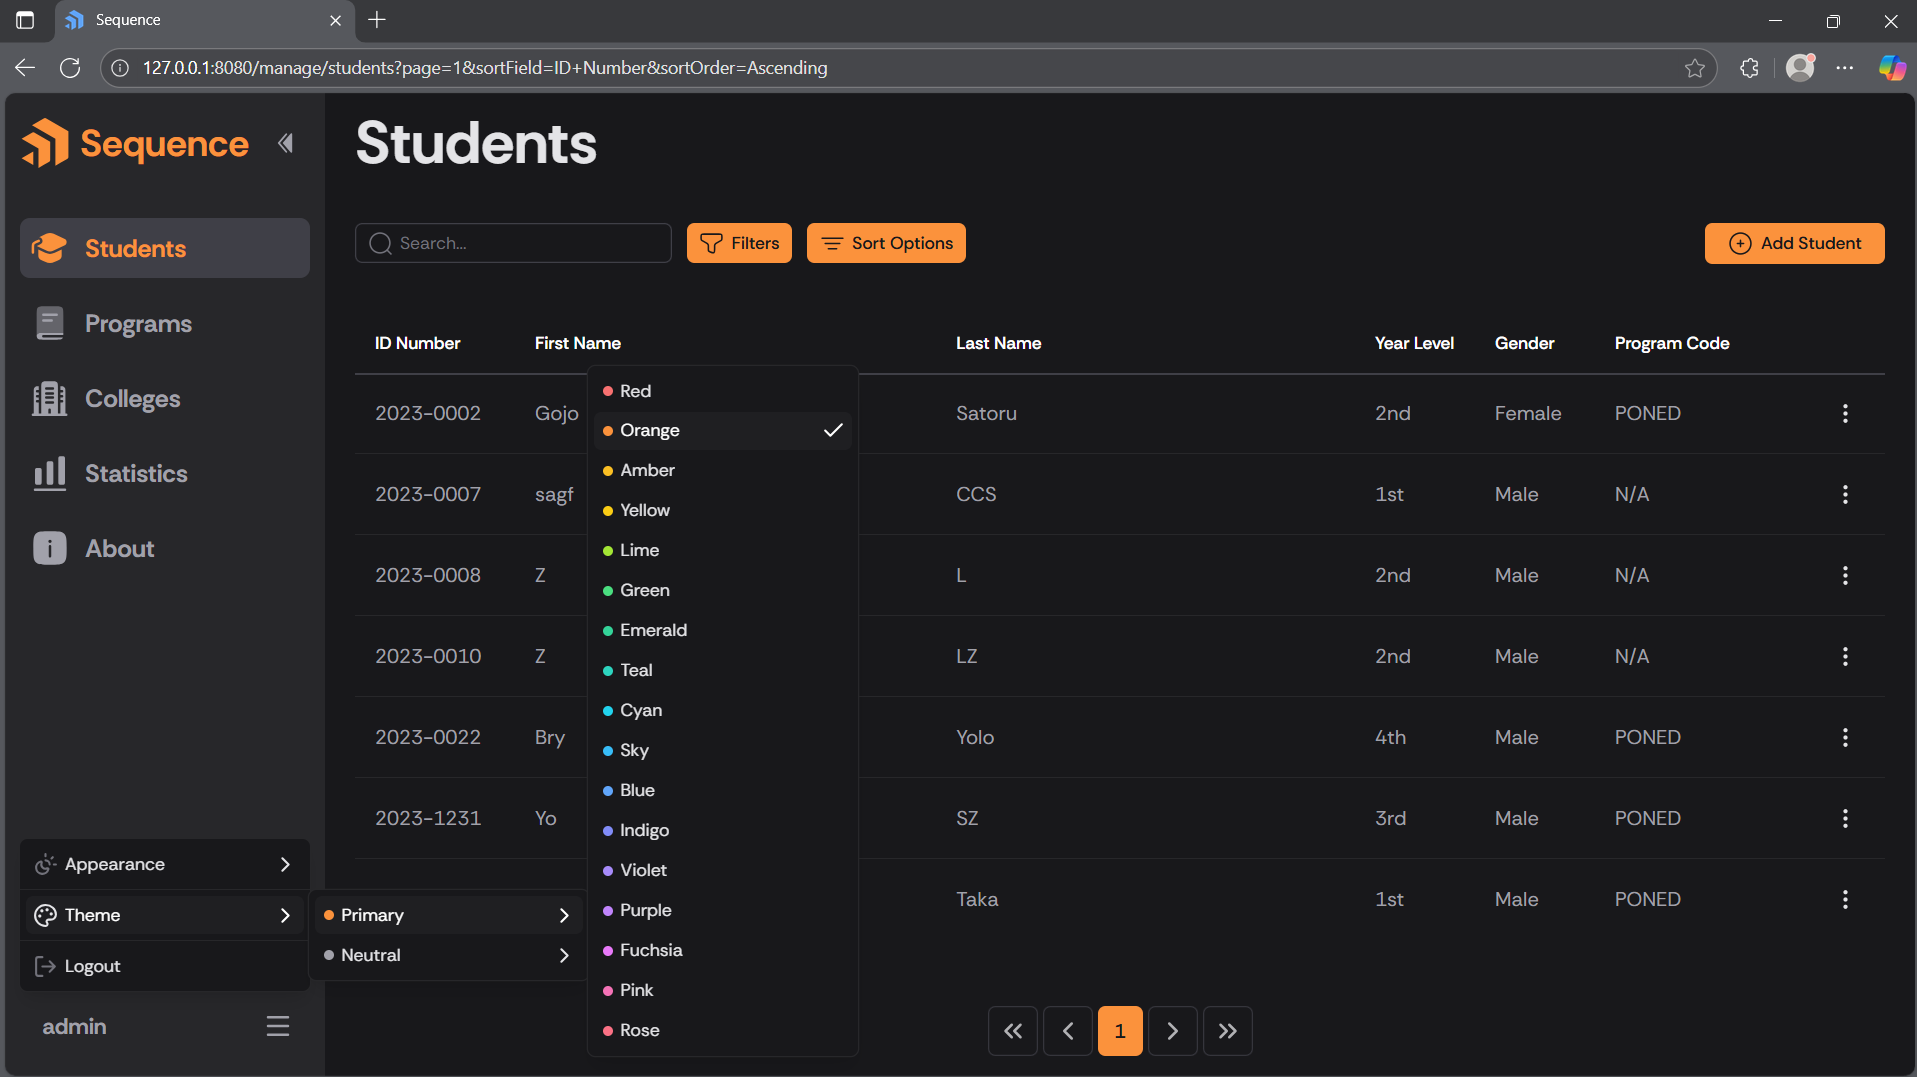 Sequence
127.0.0.1:8080/manage/students?page=1&sortField=ID+Number&sortOrder=Ascending
Sequence
Students
Programs
Colleges
Statistics
About
Appearance
Theme
Logout
admin
Primary
Neutral
Red
Orange
Amber
Yellow
Lime
Green
Emerald
Teal
Cyan
Sky
Blue
Indigo
Violet
Purple
Fuchsia
Pink
Rose
Students
Search...
Filters
Sort Options
Add Student
ID Number First Name Last Name Year Level Gender Program Code
2023-0002 Gojo Satoru 2nd Female PONED
2023-0007 sagf CCS 1st Male N/A
2023-0008 Z L 2nd Male N/A
2023-0010 Z LZ 2nd Male N/A
2023-0022 Bry Yolo 4th Male PONED
2023-1231 Yo SZ 3rd Male PONED
Taka 1st Male PONED
1